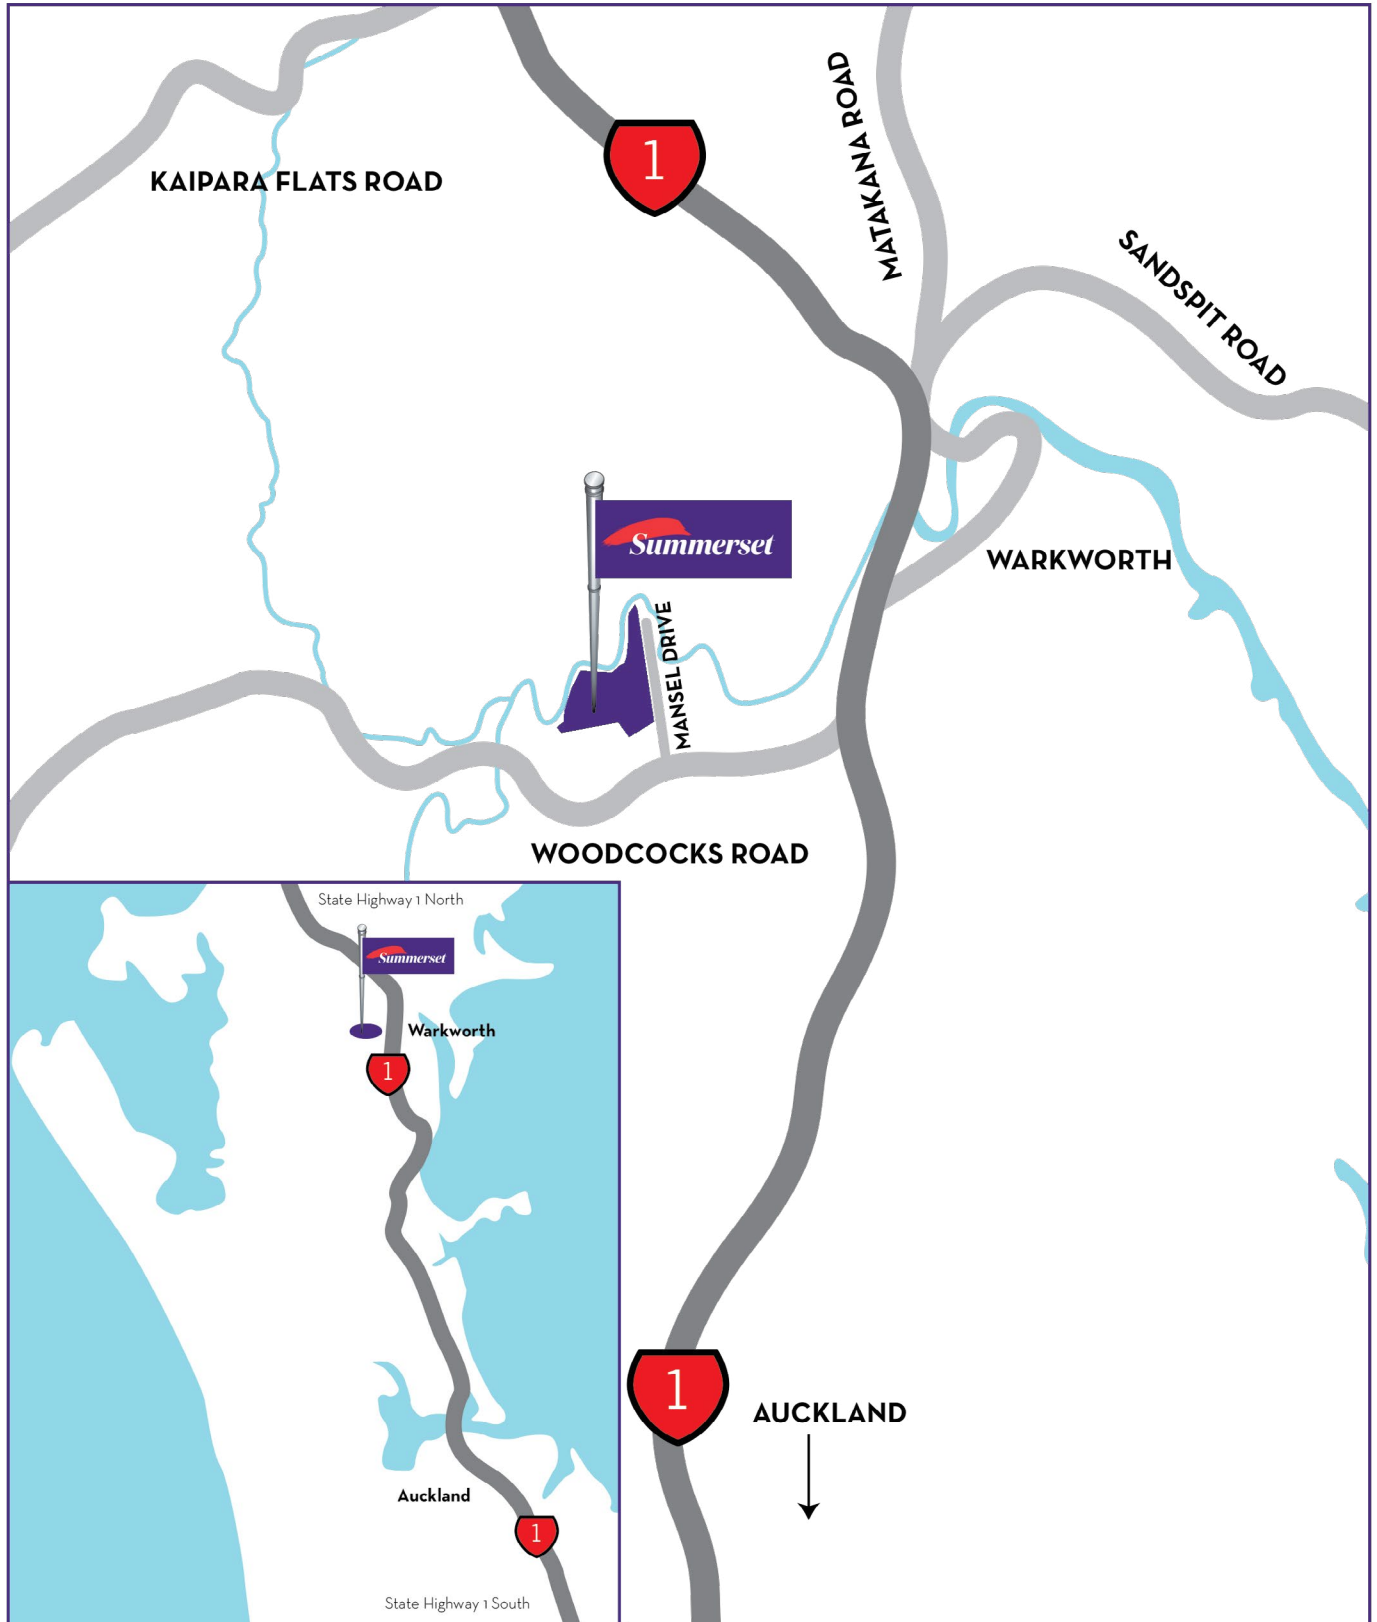 MATAKANA ROAD
1
KAIPARA FLATS ROAD
SANDSPIT ROAD
Summerset
WARKWORTH
MANSEL DRIVE
WOODCOCKS ROAD
State Highway 1 North
Summerset
Warkworth
1
1
AUCKLAND
Auckland
1
State Highway 1 South